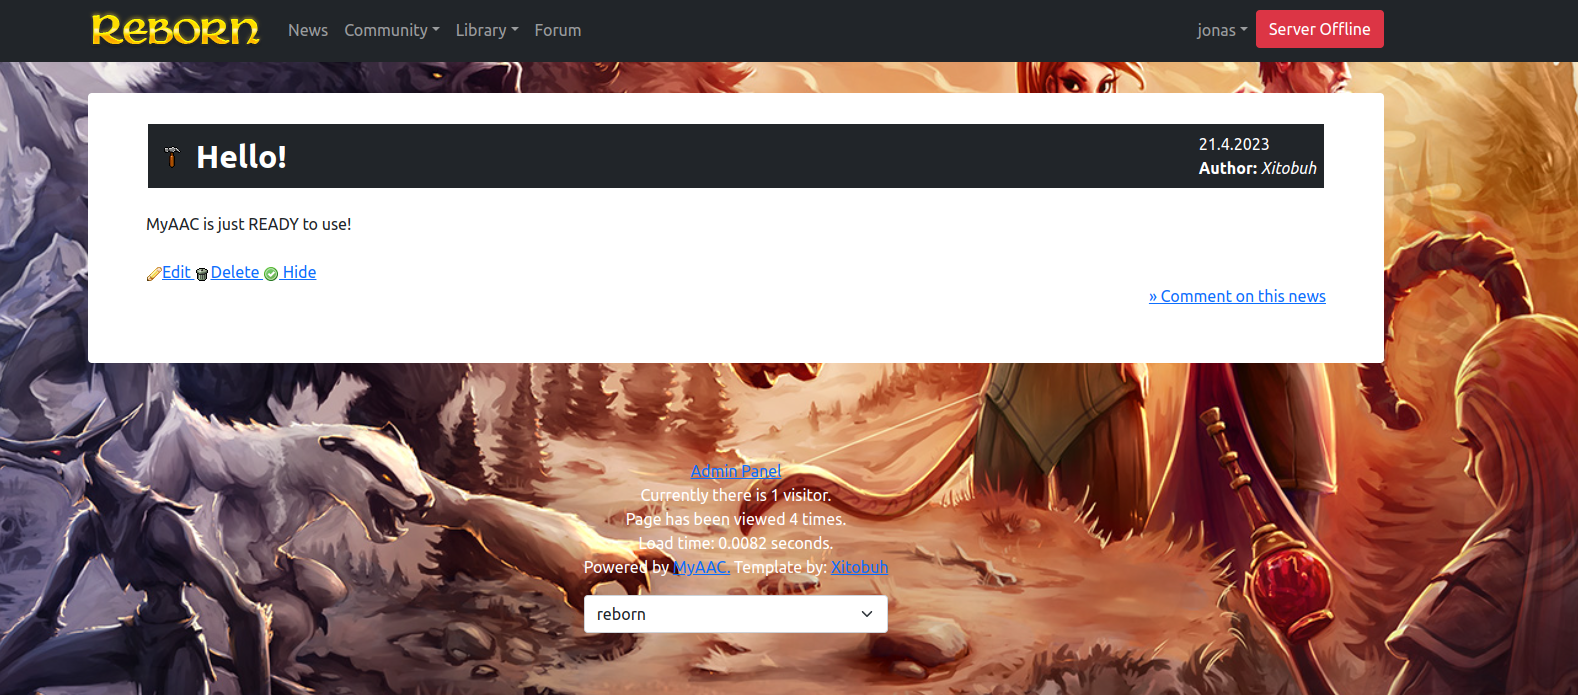 Reborn News Community Library Forum jonas Server Offline
Hello!
21.4.2023
Author: Xitobuh
MyAAC is just READY to use!
Edit Delete Hide
» Comment on this news
Admin Panel
Currently there is 1 visitor.
Page has been viewed 4 times.
Load time: 0.0082 seconds.
Powered by MyAAC. Template by: Xitobuh
reborn